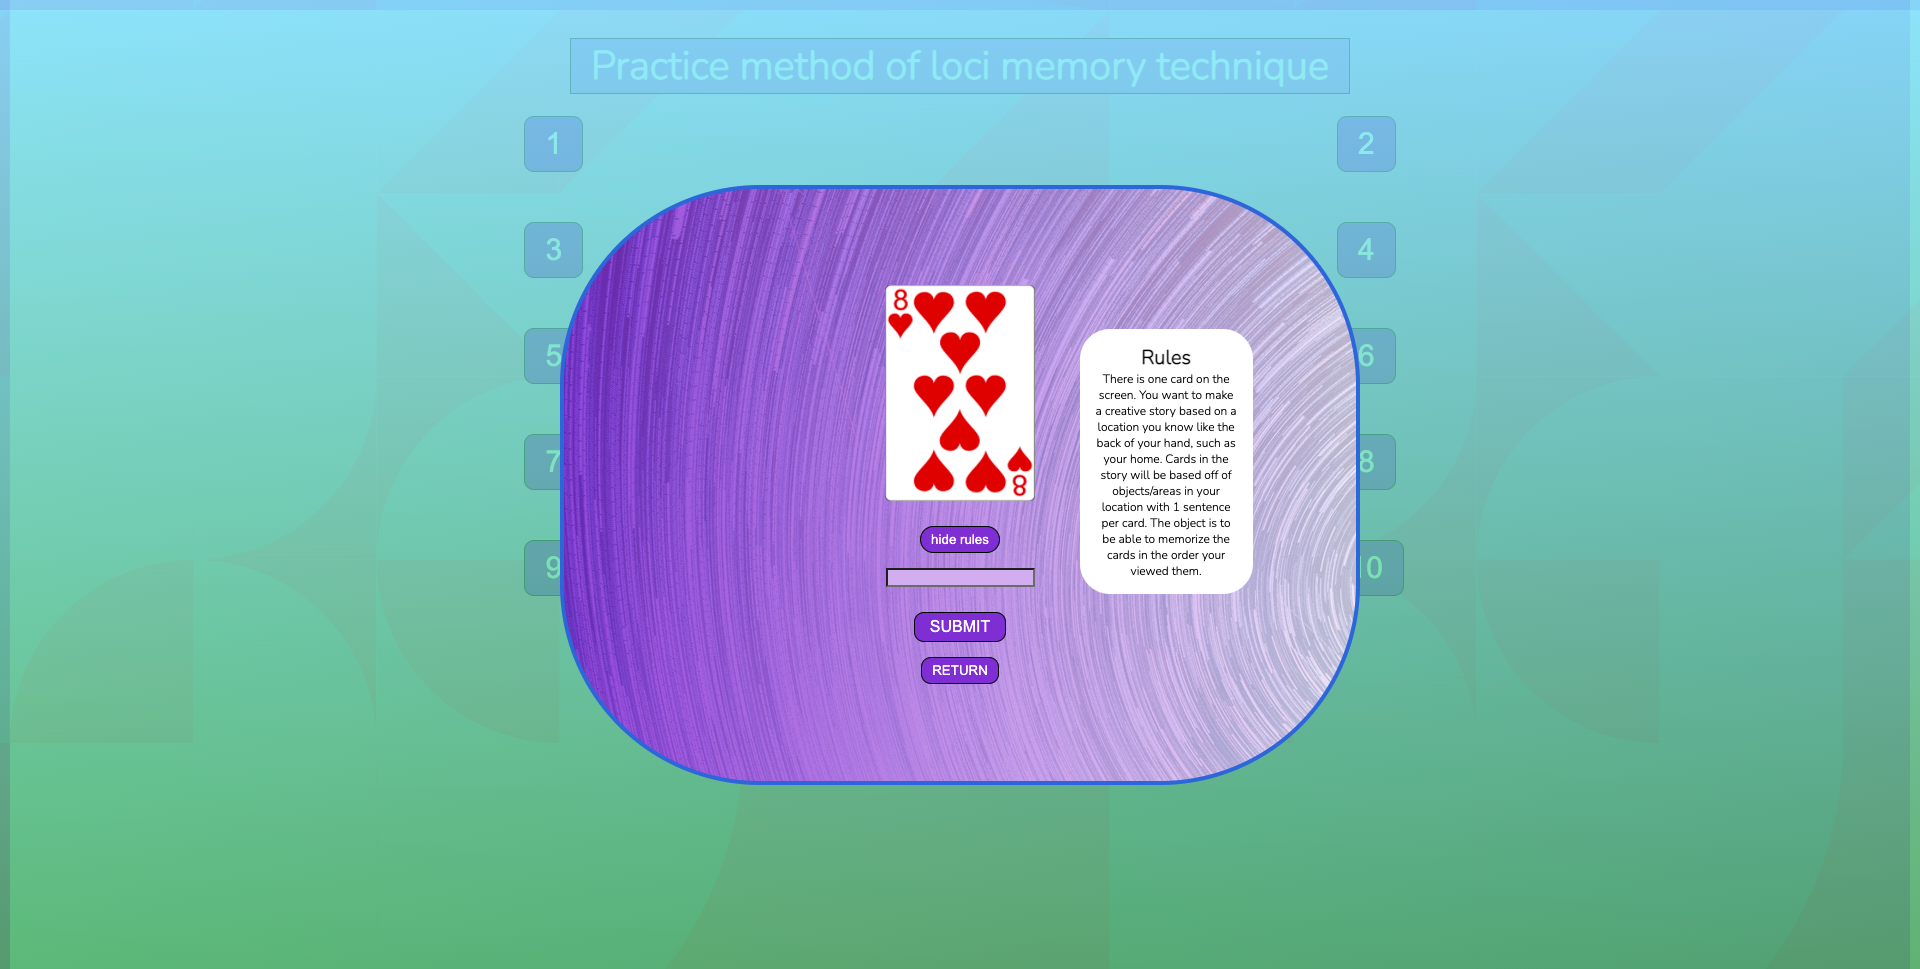 Practice method of loci memory technique
1
2
3
4
5
6
7
8
9
10
8
8
hide rules
SUBMIT
RETURN
Rules
There is one card on the
screen. You want to make
a creative story based on a
location you know like the
back of your hand, such as
your home. Cards in the
story will be based off of
objects/areas in your
location with 1 sentence
per card. The object is to
be able to memorize the
cards in the order your
viewed them.